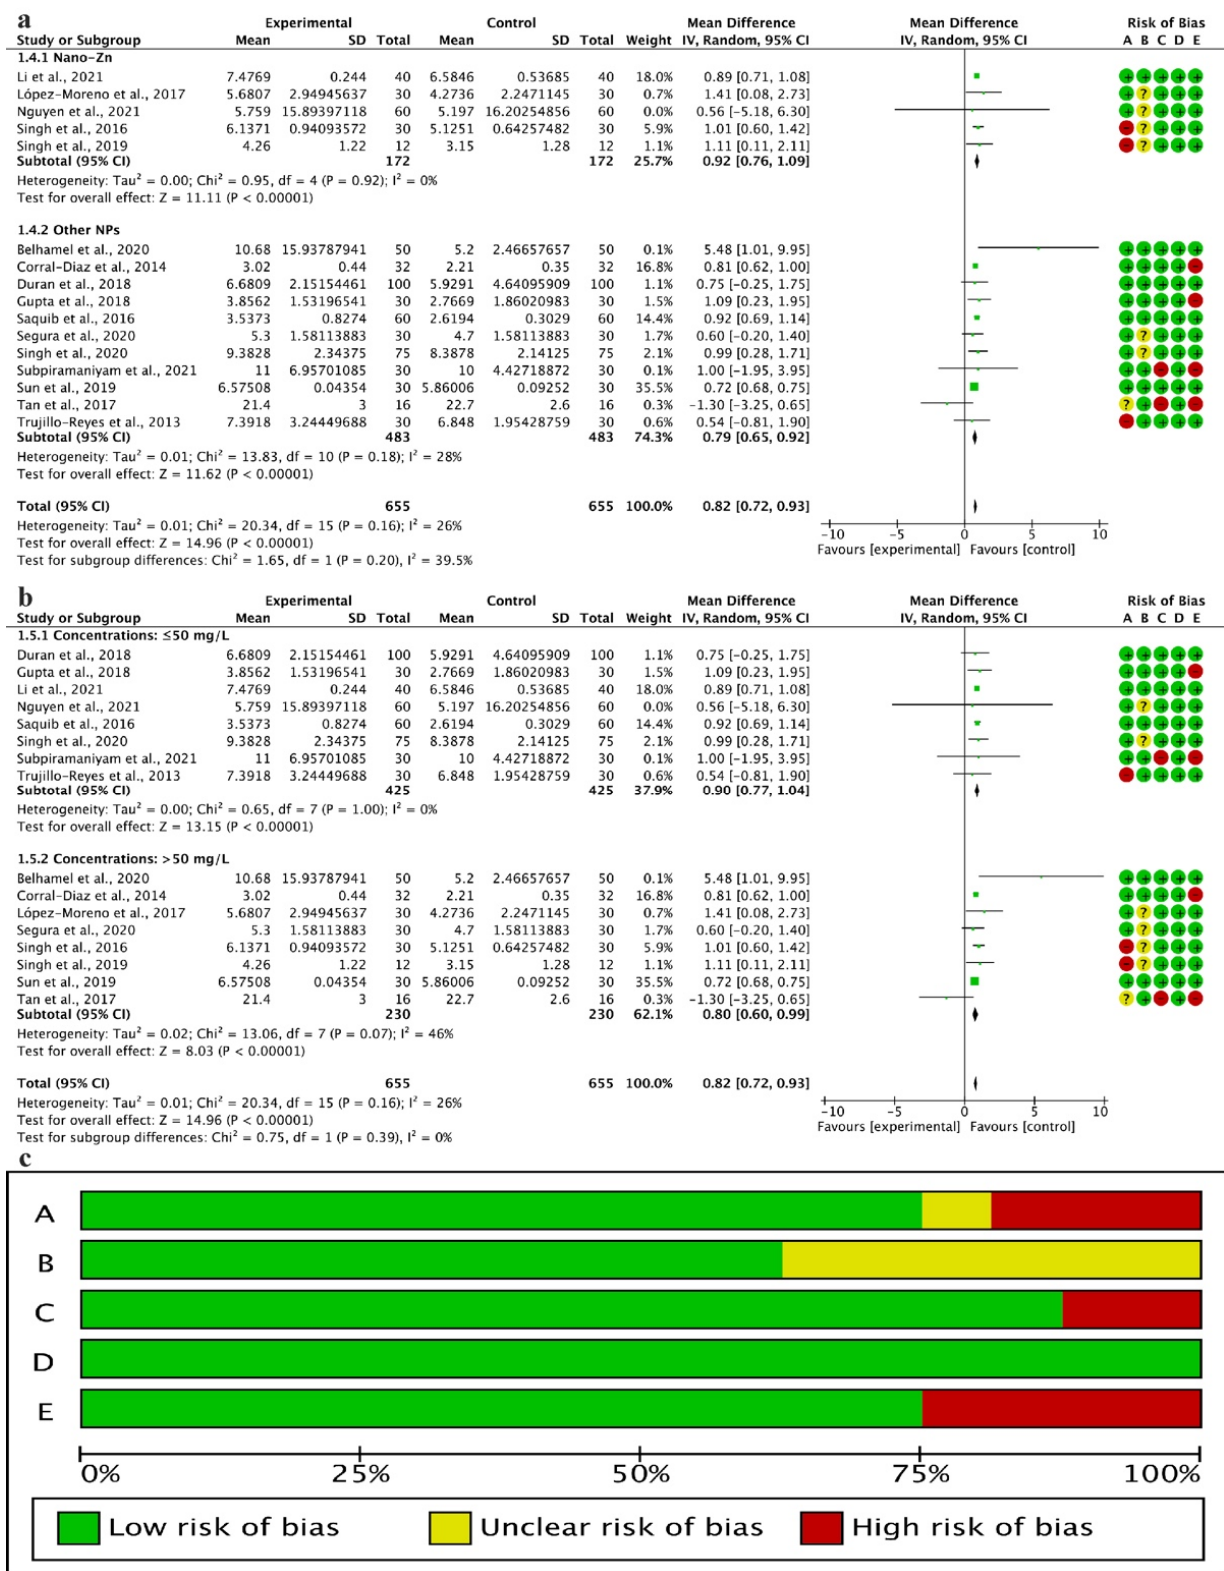 a
Experimental Control Mean Difference Mean Difference Risk of Bias
Study or Subgroup Mean SD Total Mean SD Total Weight IV, Random, 95% CI IV, Random, 95% CI A B C D E
1.4.1 Nano-Zn
Li et al., 2021 7.4769 0.244 40 6.5846 0.53685 40 18.0% 0.89 [0.71, 1.08] + + + + +
López-Moreno et al., 2017 5.6807 2.94945637 30 4.2736 2.2471145 30 0.7% 1.41 [0.08, 2.73] + ? + + +
Nguyen et al., 2021 5.759 15.89397118 60 5.197 16.20254856 60 0.0% 0.56 [-5.18, 6.30] + ? + + +
Singh et al., 2016 6.1371 0.94093572 30 5.1251 0.64257482 30 5.9% 1.01 [0.60, 1.42] - ? + + +
Singh et al., 2019 4.26 1.22 12 3.15 1.28 12 1.1% 1.11 [0.11, 2.11] - ? + + +
Subtotal (95% CI) 172 172 25.7% 0.92 [0.76, 1.09]
Heterogeneity: Tau² = 0.00; Chi² = 0.95, df = 4 (P = 0.92); I² = 0%
Test for overall effect: Z = 11.11 (P < 0.00001)
1.4.2 Other NPs
Belhamel et al., 2020 10.68 15.93787941 50 5.2 2.46657657 50 0.1% 5.48 [1.01, 9.95] + + + + +
Corral-Diaz et al., 2014 3.02 0.44 32 2.21 0.35 32 16.8% 0.81 [0.62, 1.00] + + + + -
Duran et al., 2018 6.6809 2.15154461 100 5.9291 4.64095909 100 1.1% 0.75 [-0.25, 1.75] + + + + +
Gupta et al., 2018 3.8562 1.53196541 30 2.7669 1.86020983 30 1.5% 1.09 [0.23, 1.95] + + + + -
Saquib et al., 2016 3.5373 0.8274 60 2.6194 0.3029 60 14.4% 0.92 [0.69, 1.14] + + + + +
Segura et al., 2020 5.3 1.58113883 30 4.7 1.58113883 30 1.7% 0.60 [-0.20, 1.40] + ? + + +
Singh et al., 2020 9.3828 2.34375 75 8.3878 2.14125 75 2.1% 0.99 [0.28, 1.71] + ? + + +
Subpiramaniyam et al., 2021 11 6.95701085 30 10 4.42718872 30 0.1% 1.00 [-1.95, 3.95] + + - + -
Sun et al., 2019 6.57508 0.04354 30 5.86006 0.09252 30 35.5% 0.72 [0.68, 0.75] + + + + +
Tan et al., 2017 21.4 3 16 22.7 2.6 16 0.3% -1.30 [-3.25, 0.65] ? + - + -
Trujillo-Reyes et al., 2013 7.3918 3.24449688 30 6.848 1.95428759 30 0.6% 0.54 [-0.81, 1.90] - + + + +
Subtotal (95% CI) 483 483 74.3% 0.79 [0.65, 0.92]
Heterogeneity: Tau² = 0.01; Chi² = 13.83, df = 10 (P = 0.18); I² = 28%
Test for overall effect: Z = 11.62 (P < 0.00001)
Total (95% CI) 655 655 100.0% 0.82 [0.72, 0.93]
Heterogeneity: Tau² = 0.01; Chi² = 20.34, df = 15 (P = 0.16); I² = 26%
Test for overall effect: Z = 14.96 (P < 0.00001)
Test for subgroup differences: Chi² = 1.65, df = 1 (P = 0.20), I² = 39.5%
-10 -5 0 5 10
Favours [experimental] Favours [control]
b
Experimental Control Mean Difference Mean Difference Risk of Bias
Study or Subgroup Mean SD Total Mean SD Total Weight IV, Random, 95% CI IV, Random, 95% CI A B C D E
1.5.1 Concentrations: ≤50 mg/L
Duran et al., 2018 6.6809 2.15154461 100 5.9291 4.64095909 100 1.1% 0.75 [-0.25, 1.75] + + + + +
Gupta et al., 2018 3.8562 1.53196541 30 2.7669 1.86020983 30 1.5% 1.09 [0.23, 1.95] + + + + -
Li et al., 2021 7.4769 0.244 40 6.5846 0.53685 40 18.0% 0.89 [0.71, 1.08] + + + + +
Nguyen et al., 2021 5.759 15.89397118 60 5.197 16.20254856 60 0.0% 0.56 [-5.18, 6.30] + ? + + +
Saquib et al., 2016 3.5373 0.8274 60 2.6194 0.3029 60 14.4% 0.92 [0.69, 1.14] + + + + +
Singh et al., 2020 9.3828 2.34375 75 8.3878 2.14125 75 2.1% 0.99 [0.28, 1.71] + ? + + +
Subpiramaniyam et al., 2021 11 6.95701085 30 10 4.42718872 30 0.1% 1.00 [-1.95, 3.95] + + - + -
Trujillo-Reyes et al., 2013 7.3918 3.24449688 30 6.848 1.95428759 30 0.6% 0.54 [-0.81, 1.90] - + + + +
Subtotal (95% CI) 425 425 37.9% 0.90 [0.77, 1.04]
Heterogeneity: Tau² = 0.00; Chi² = 0.65, df = 7 (P = 1.00); I² = 0%
Test for overall effect: Z = 13.15 (P < 0.00001)
1.5.2 Concentrations: >50 mg/L
Belhamel et al., 2020 10.68 15.93787941 50 5.2 2.46657657 50 0.1% 5.48 [1.01, 9.95] + + + + +
Corral-Diaz et al., 2014 3.02 0.44 32 2.21 0.35 32 16.8% 0.81 [0.62, 1.00] + + + + -
López-Moreno et al., 2017 5.6807 2.94945637 30 4.2736 2.2471145 30 0.7% 1.41 [0.08, 2.73] + ? + + +
Segura et al., 2020 5.3 1.58113883 30 4.7 1.58113883 30 1.7% 0.60 [-0.20, 1.40] + ? + + +
Singh et al., 2016 6.1371 0.94093572 30 5.1251 0.64257482 30 5.9% 1.01 [0.60, 1.42] - ? + + +
Singh et al., 2019 4.26 1.22 12 3.15 1.28 12 1.1% 1.11 [0.11, 2.11] - ? + + +
Sun et al., 2019 6.57508 0.04354 30 5.86006 0.09252 30 35.5% 0.72 [0.68, 0.75] + + + + +
Tan et al., 2017 21.4 3 16 22.7 2.6 16 0.3% -1.30 [-3.25, 0.65] ? + - + -
Subtotal (95% CI) 230 230 62.1% 0.80 [0.60, 0.99]
Heterogeneity: Tau² = 0.02; Chi² = 13.06, df = 7 (P = 0.07); I² = 46%
Test for overall effect: Z = 8.03 (P < 0.00001)
Total (95% CI) 655 655 100.0% 0.82 [0.72, 0.93]
Heterogeneity: Tau² = 0.01; Chi² = 20.34, df = 15 (P = 0.16); I² = 26%
Test for overall effect: Z = 14.96 (P < 0.00001)
Test for subgroup differences: Chi² = 0.75, df = 1 (P = 0.39), I² = 0%
-10 -5 0 5 10
Favours [experimental] Favours [control]
c
A
B
C
D
E
0% 25% 50% 75% 100%
Low risk of bias Unclear risk of bias High risk of bias